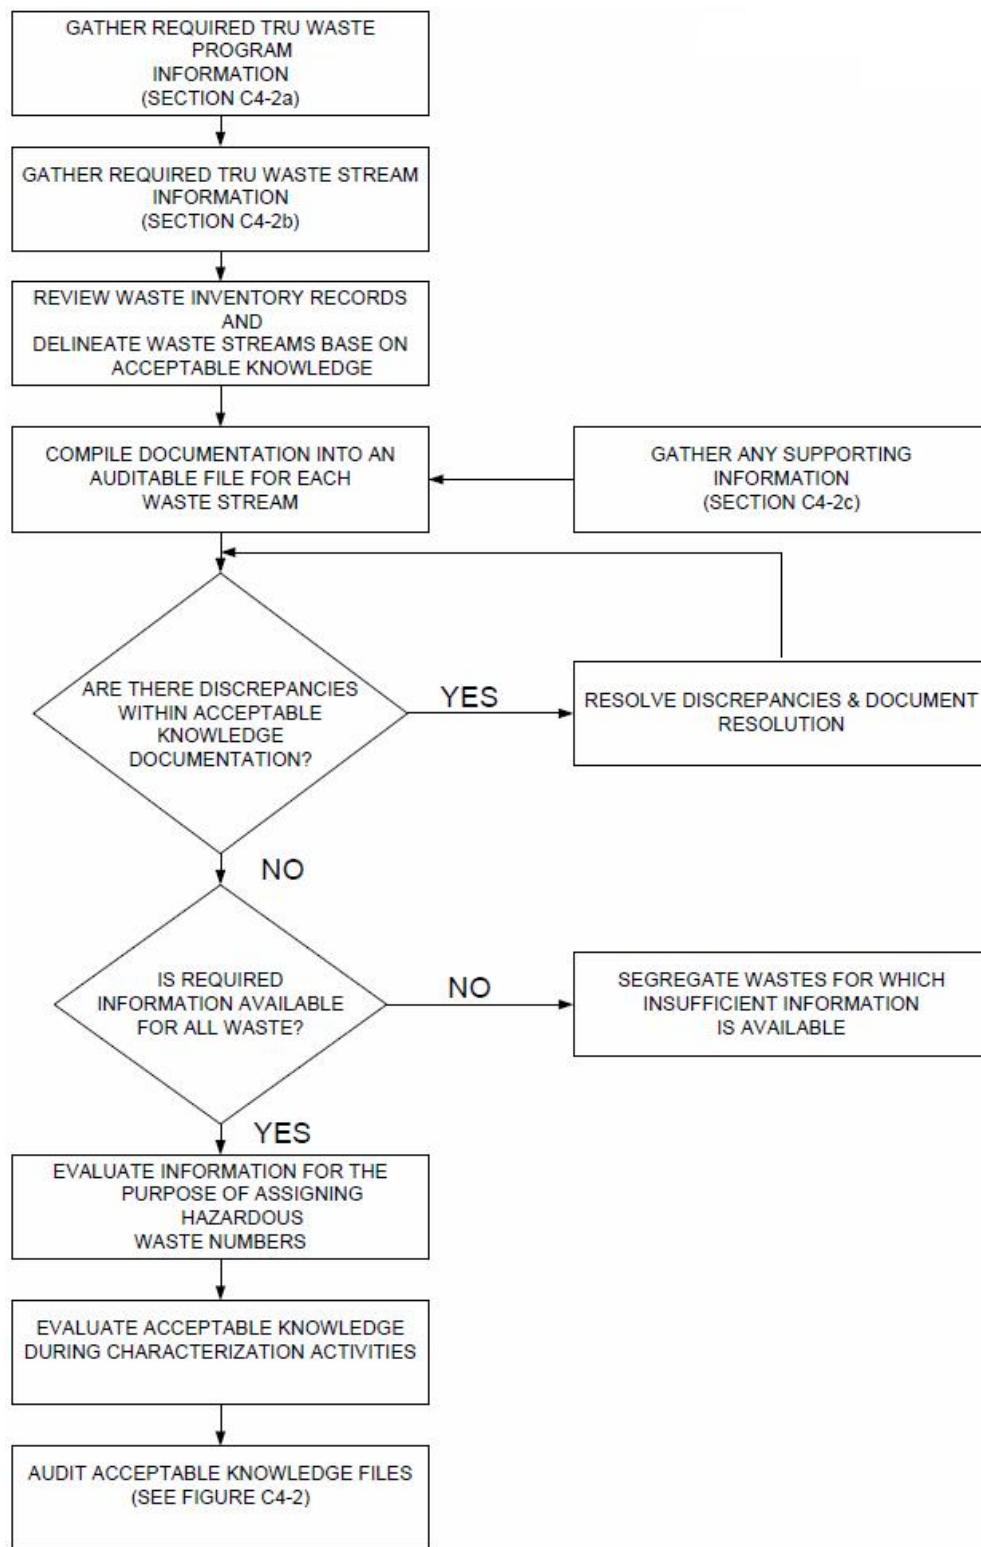 GATHER REQUIRED TRU WASTE
PROGRAM
INFORMATION
(SECTION C4-2a)
GATHER REQUIRED TRU WASTE STREAM
INFORMATION
(SECTION C4-2b)
REVIEW WASTE INVENTORY RECORDS
AND
DELINEATE WASTE STREAMS BASE ON
ACCEPTABLE KNOWLEDGE
COMPILE DOCUMENTATION INTO AN
AUDITABLE FILE FOR EACH
WASTE STREAM
GATHER ANY SUPPORTING
INFORMATION
(SECTION C4-2c)
ARE THERE DISCREPANCIES
WITHIN ACCEPTABLE
KNOWLEDGE
DOCUMENTATION?
YES
RESOLVE DISCREPANCIES & DOCUMENT
RESOLUTION
NO
IS REQUIRED
INFORMATION AVAILABLE
FOR ALL WASTE?
NO
SEGREGATE WASTES FOR WHICH
INSUFFICIENT INFORMATION
IS AVAILABLE
YES
EVALUATE INFORMATION FOR THE
PURPOSE OF ASSIGNING
HAZARDOUS
WASTE NUMBERS
EVALUATE ACCEPTABLE KNOWLEDGE
DURING CHARACTERIZATION ACTIVITIES
AUDIT ACCEPTABLE KNOWLEDGE FILES
(SEE FIGURE C4-2)